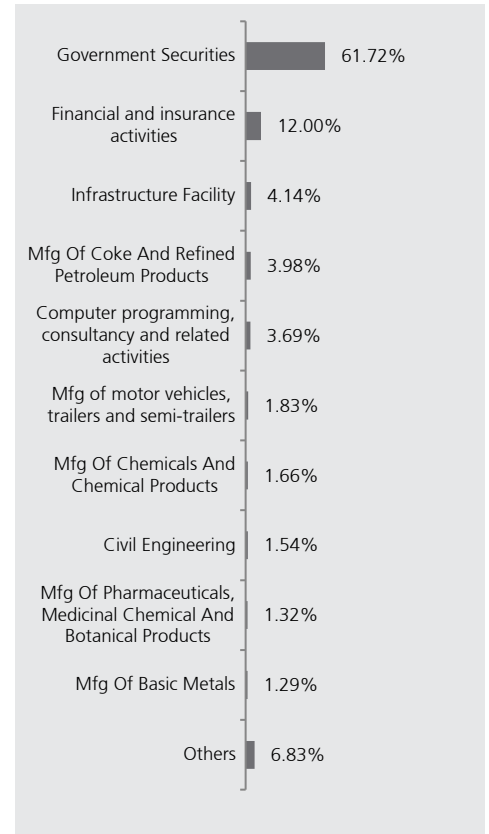 Government Securities
61.72%
Financial and insurance
activities
12.00%
Infrastructure Facility
4.14%
Mfg Of Coke And Refined
Petroleum Products
3.98%
Computer programming,
consultancy and related
activities
3.69%
Mfg of motor vehicles,
trailers and semi-trailers
1.83%
Mfg Of Chemicals And
Chemical Products
1.66%
Civil Engineering
1.54%
Mfg Of Pharmaceuticals,
Medicinal Chemical And
Botanical Products
1.32%
Mfg Of Basic Metals
1.29%
Others
6.83%